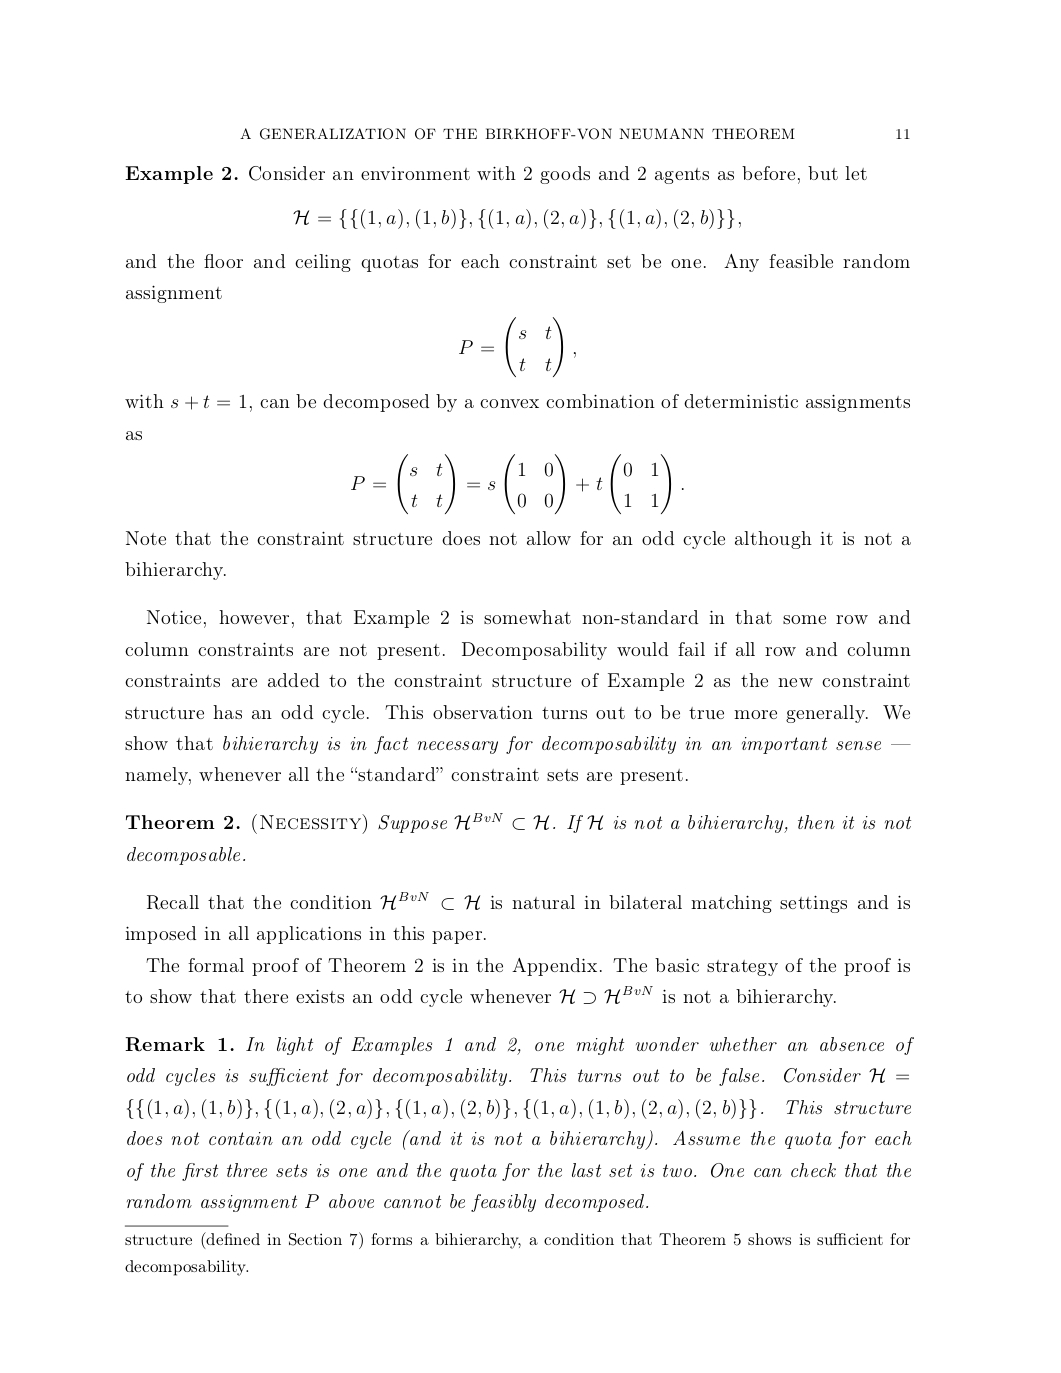 A GENERALIZATION OF THE BIRKHOFF-VON NEUMANN THEOREM 11
Example 2. Consider an environment with 2 goods and 2 agents as before, but let
ℋ = {{(1, a), (1, b)}, {(1, a), (2, a)}, {(1, a), (2, b)}},
and the floor and ceiling quotas for each constraint set be one. Any feasible random
assignment
P = \begin{pmatrix} s & t \\ t & t \end{pmatrix},
with s + t = 1, can be decomposed by a convex combination of deterministic assignments
as
P = \begin{pmatrix} s & t \\ t & t \end{pmatrix} = s \begin{pmatrix} 1 & 0 \\ 0 & 0 \end{pmatrix} + t \begin{pmatrix} 0 & 1 \\ 1 & 1 \end{pmatrix}.
Note that the constraint structure does not allow for an odd cycle although it is not a
bihierarchy.
Notice, however, that Example 2 is somewhat non-standard in that some row and
column constraints are not present. Decomposability would fail if all row and column
constraints are added to the constraint structure of Example 2 as the new constraint
structure has an odd cycle. This observation turns out to be true more generally. We
show that bihierarchy is in fact necessary for decomposability in an important sense —
namely, whenever all the “standard” constraint sets are present.
Theorem 2. (NECESSITY) Suppose ℋ^{BvN} ⊂ ℋ. If ℋ is not a bihierarchy, then it is not
decomposable.
Recall that the condition ℋ^{BvN} ⊂ ℋ is natural in bilateral matching settings and is
imposed in all applications in this paper.
The formal proof of Theorem 2 is in the Appendix. The basic strategy of the proof is
to show that there exists an odd cycle whenever ℋ ⊃ ℋ^{BvN} is not a bihierarchy.
Remark 1. In light of Examples 1 and 2, one might wonder whether an absence of
odd cycles is sufficient for decomposability. This turns out to be false. Consider ℋ =
{{(1, a), (1, b)}, {(1, a), (2, a)}, {(1, a), (2, b)}, {(1, a), (1, b), (2, a), (2, b)}}. This structure
does not contain an odd cycle (and it is not a bihierarchy). Assume the quota for each
of the first three sets is one and the quota for the last set is two. One can check that the
random assignment P above cannot be feasibly decomposed.
structure (defined in Section 7) forms a bihierarchy, a condition that Theorem 5 shows is sufficient for
decomposability.